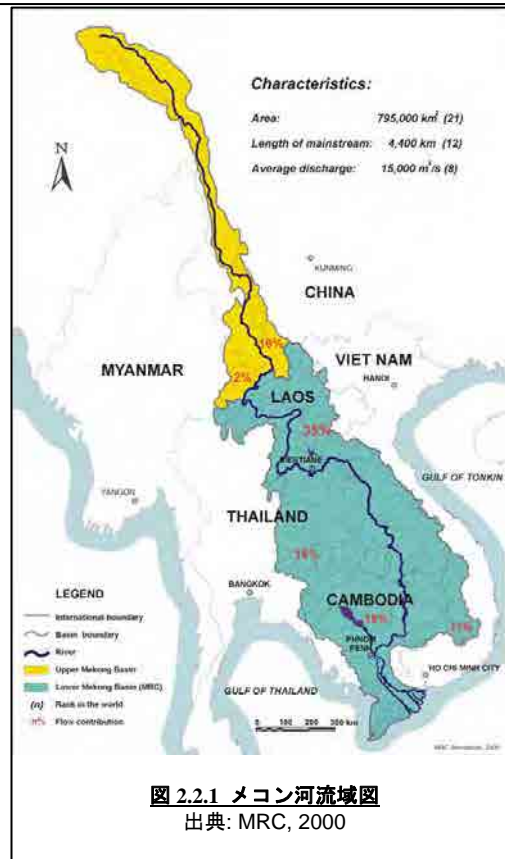 Characteristics:
Area: 795,000 km² (21)
Length of mainstream: 4,400 km (12)
Average discharge: 15,000 m³/s (8)
N
KUNMING
CHINA
MYANMAR
16%
2%
VIET NAM
HANOI
LAOS
35%
VIENTIANE
GULF OF TONKIN
YANGON
THAILAND
18%
LEGEND
BANGKOK
CAMBODIA
18%
11%
International boundary
Basin boundary
PHNOM PENH
River
Upper Mekong Basin
HO CHI MINH CITY
Lower Mekong Basin (MRC)
(n) Rank in the world
GULF OF THAILAND
n% Flow contribution
0 100 200 300 km
図 2.2.1 メコン河流域図
出典: MRC, 2000